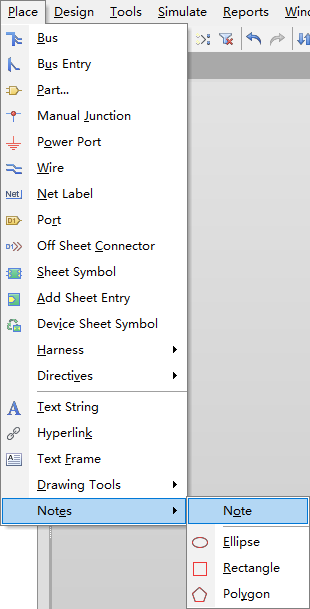 Place Design Tools Simulate Reports
Bus
Bus Entry
Part...
Manual Junction
Power Port
Wire
Net Net Label
D1 Port
D1 Off Sheet Connector
Sheet Symbol
Add Sheet Entry
Device Sheet Symbol
Harness
Directives
A Text String
Hyperlink
A Text Frame
Drawing Tools
Notes Note
Ellipse
Rectangle
Polygon